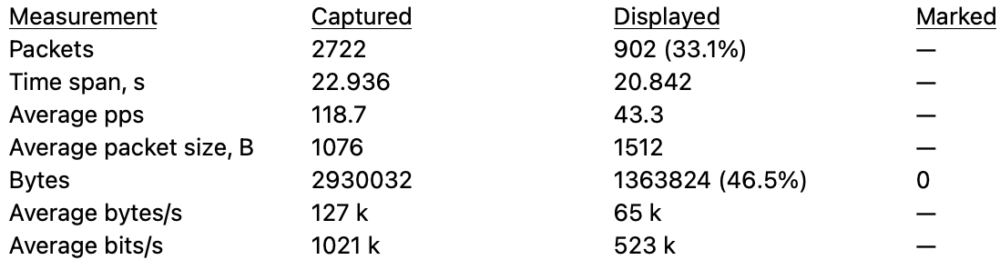 Measurement Captured Displayed Marked
Packets 2722 902 (33.1%) —
Time span, s 22.936 20.842 —
Average pps 118.7 43.3 —
Average packet size, B 1076 1512 —
Bytes 2930032 1363824 (46.5%) 0
Average bytes/s 127 k 65 k —
Average bits/s 1021 k 523 k —